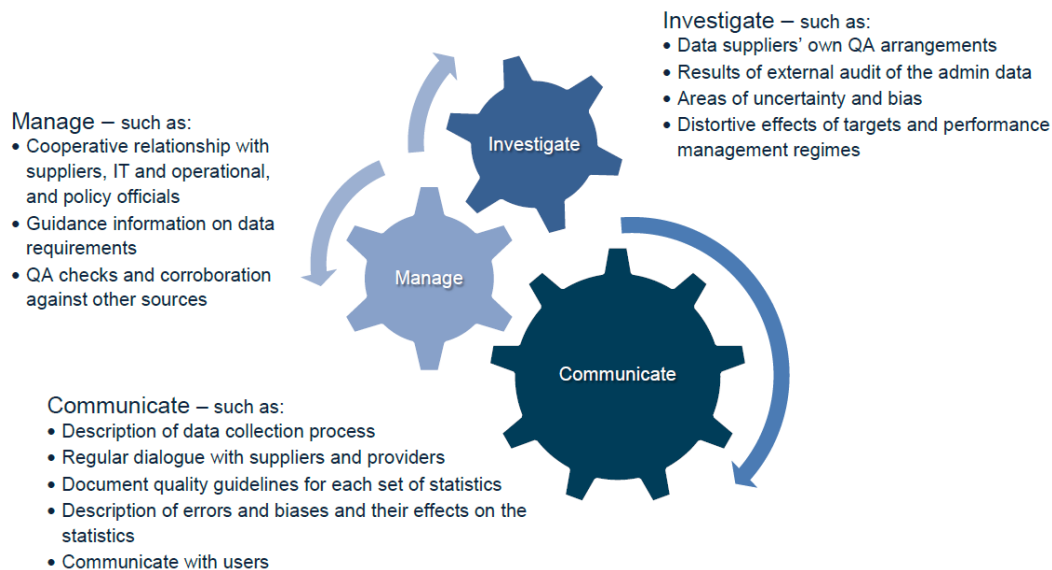 Investigate – such as:
• Data suppliers’ own QA arrangements
• Results of external audit of the admin data
• Areas of uncertainty and bias
• Distortive effects of targets and performance
management regimes
Manage – such as:
• Cooperative relationship with
suppliers, IT and operational,
and policy officials
• Guidance information on data
requirements
• QA checks and corroboration
against other sources
Investigate
Manage
Communicate
Communicate – such as:
• Description of data collection process
• Regular dialogue with suppliers and providers
• Document quality guidelines for each set of statistics
• Description of errors and biases and their effects on the
statistics
• Communicate with users